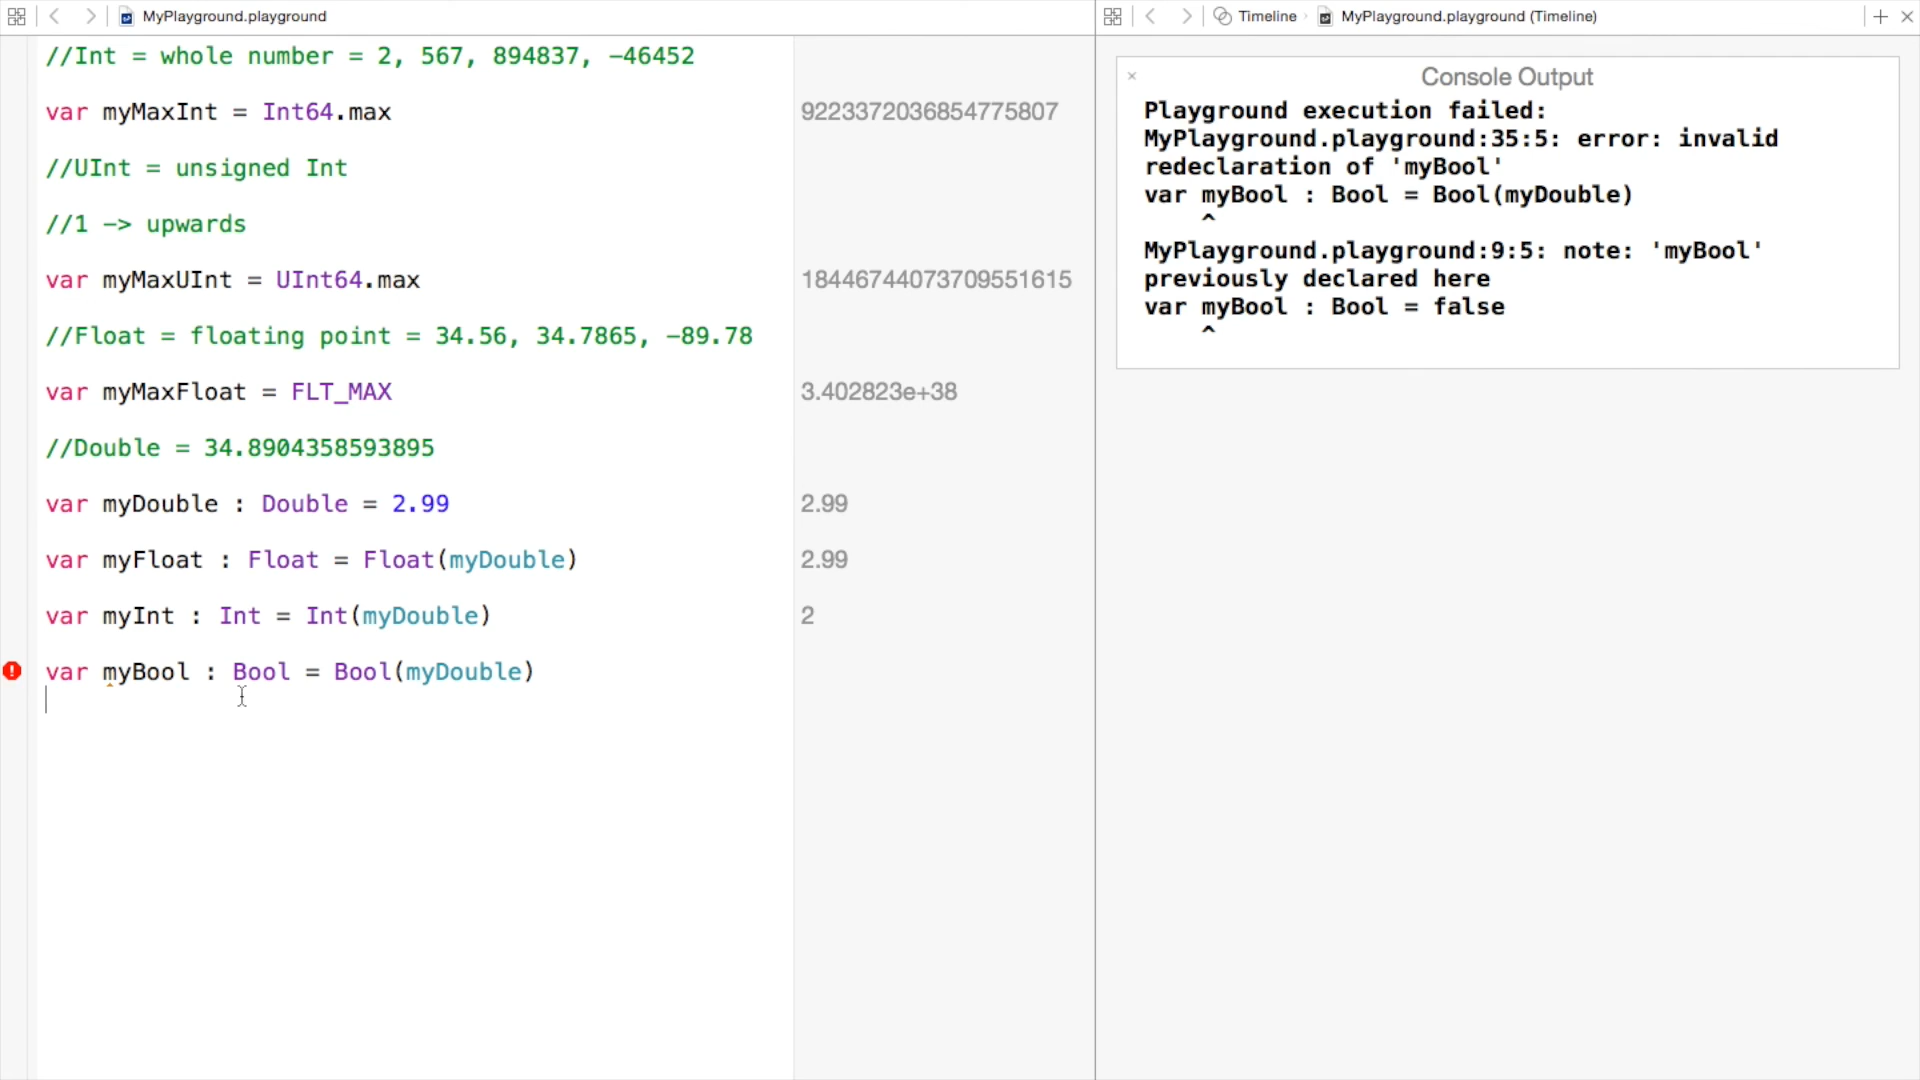 MyPlayground.playground
//Int = whole number = 2, 567, 894837, -46452
var myMaxInt = Int64.max
9223372036854775807
//UInt = unsigned Int
//1 -> upwards
var myMaxUInt = UInt64.max
18446744073709551615
//Float = floating point = 34.56, 34.7865, -89.78
var myMaxFloat = FLT_MAX
3.402823e+38
//Double = 34.8904358593895
var myDouble : Double = 2.99
2.99
var myFloat : Float = Float(myDouble)
2.99
var myInt : Int = Int(myDouble)
2
var myBool : Bool = Bool(myDouble)
Timeline
MyPlayground.playground (Timeline)
Console Output
Playground execution failed:
MyPlayground.playground:35:5: error: invalid
redeclaration of 'myBool'
var myBool : Bool = Bool(myDouble)
^
MyPlayground.playground:9:5: note: 'myBool'
previously declared here
var myBool : Bool = false
^